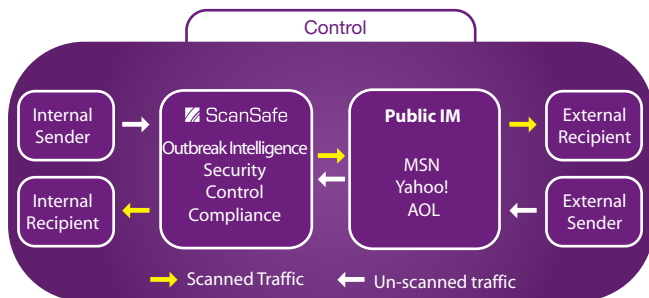 Control
Internal
Sender
Internal
Recipient
ScanSafe
Outbreak Intelligence
Security
Control
Compliance
Public IM
MSN
Yahoo!
AOL
External
Recipient
External
Sender
Scanned Traffic
Un-scanned traffic